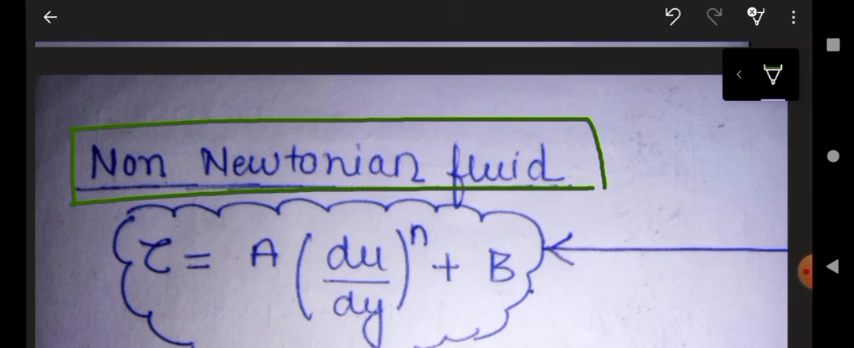 Non Newtonian fluid
τ = A (du/dy)^n + B